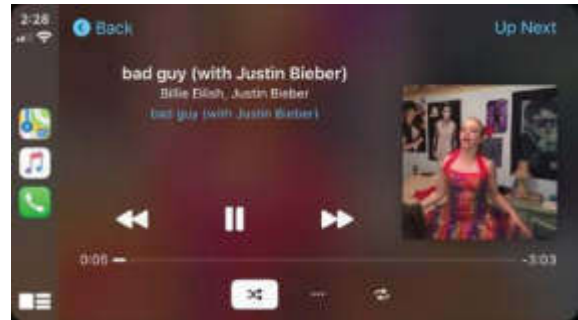 2:28
Back
Up Next
bad guy (with Justin Bieber)
Billie Eilish, Justin Bieber
bad guy (with Justin Bieber)
0:06
-3:03